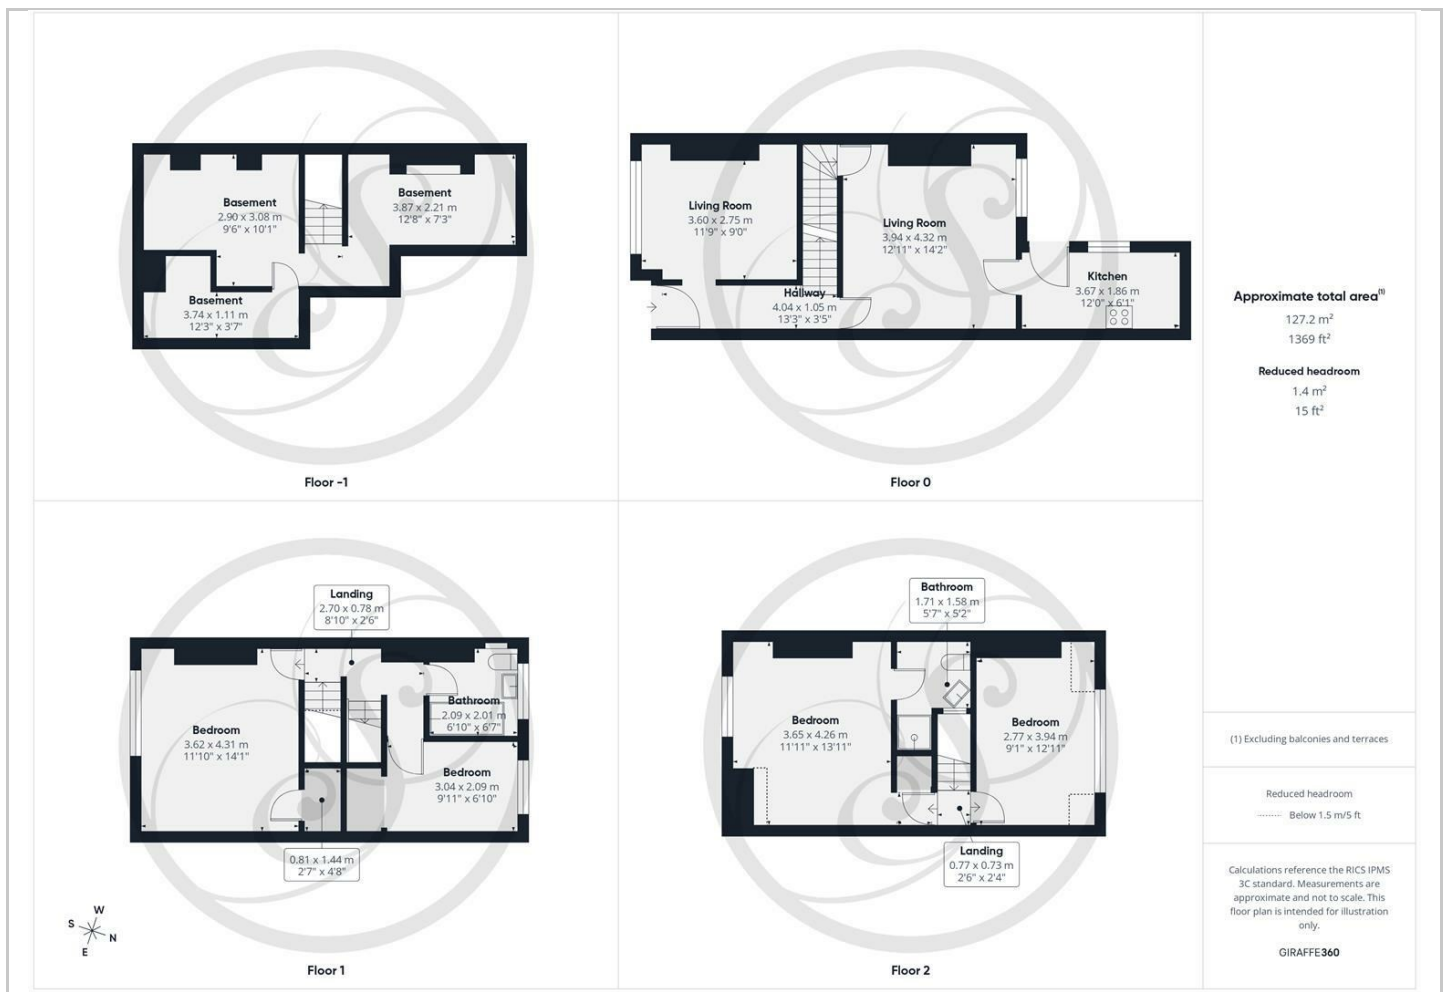 Basement
2.90 x 3.08 m
9'6" x 10'1"
Basement
3.87 x 2.21 m
12'8" x 7'3"
Basement
3.74 x 1.11 m
12'3" x 3'7"
Floor -1
Living Room
3.60 x 2.75 m
11'9" x 9'0"
Living Room
3.94 x 4.32 m
12'11" x 14'2"
Kitchen
3.67 x 1.86 m
12'0" x 6'1"
Hallway
4.04 x 1.05 m
13'3" x 3'5"
Floor 0
Landing
2.70 x 0.78 m
8'10" x 2'6"
Bedroom
3.62 x 4.31 m
11'10" x 14'1"
Bathroom
2.09 x 2.01 m
6'10" x 6'7"
Bedroom
3.04 x 2.09 m
9'11" x 6'10"
0.81 x 1.44 m
2'7" x 4'8"
W
S
N
E
Floor 1
Bathroom
1.71 x 1.58 m
5'7" x 5'2"
Bedroom
3.65 x 4.26 m
11'11" x 13'11"
Bedroom
2.77 x 3.94 m
9'1" x 12'11"
Landing
0.77 x 0.73 m
2'6" x 2'4"
Floor 2
Approximate total area⁽¹⁾
127.2 m²
1369 ft²
Reduced headroom
1.4 m²
15 ft²
(1) Excluding balconies and terraces
Reduced headroom
Below 1.5 m/5 ft
Calculations reference the RICS IPMS
3C standard. Measurements are
approximate and not to scale. This
floor plan is intended for illustration
only.
GIRAFFE360